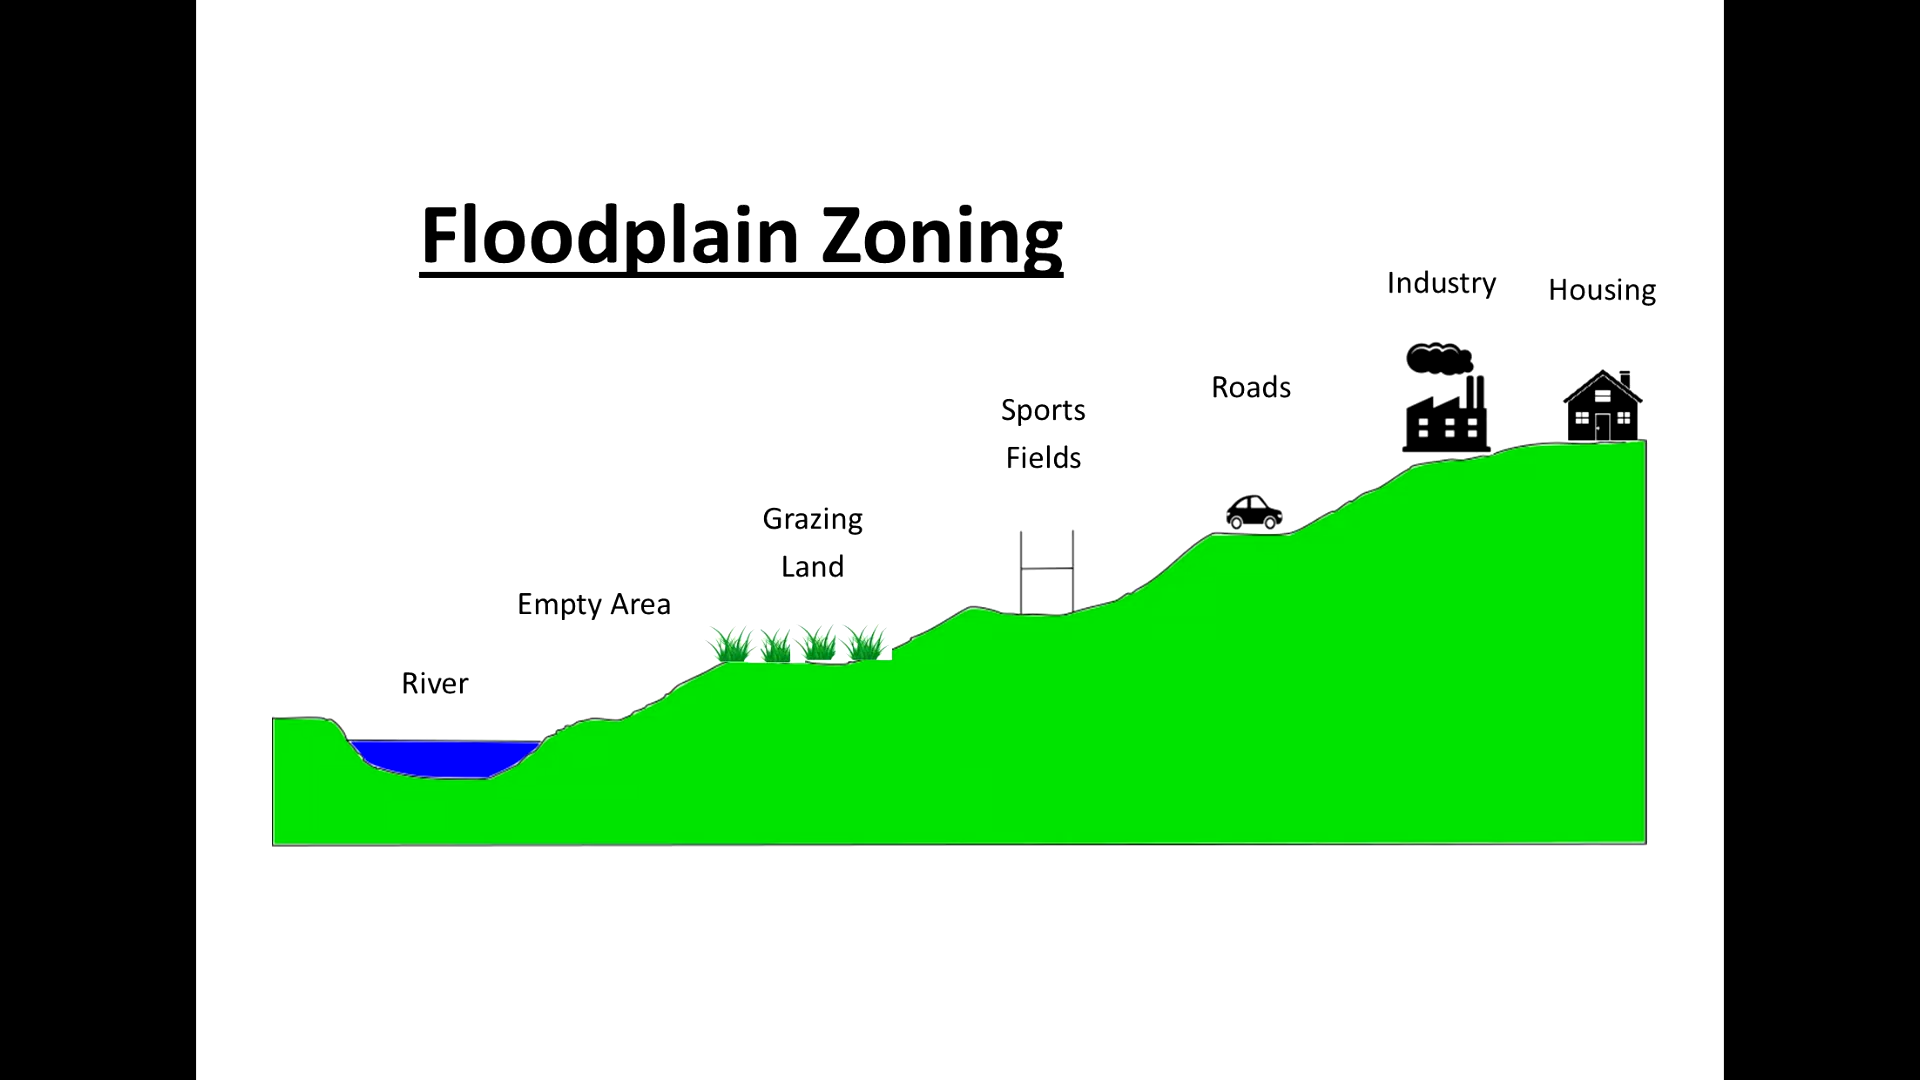 Floodplain Zoning
Industry
Housing
Roads
Sports
Fields
Grazing
Land
Empty Area
River